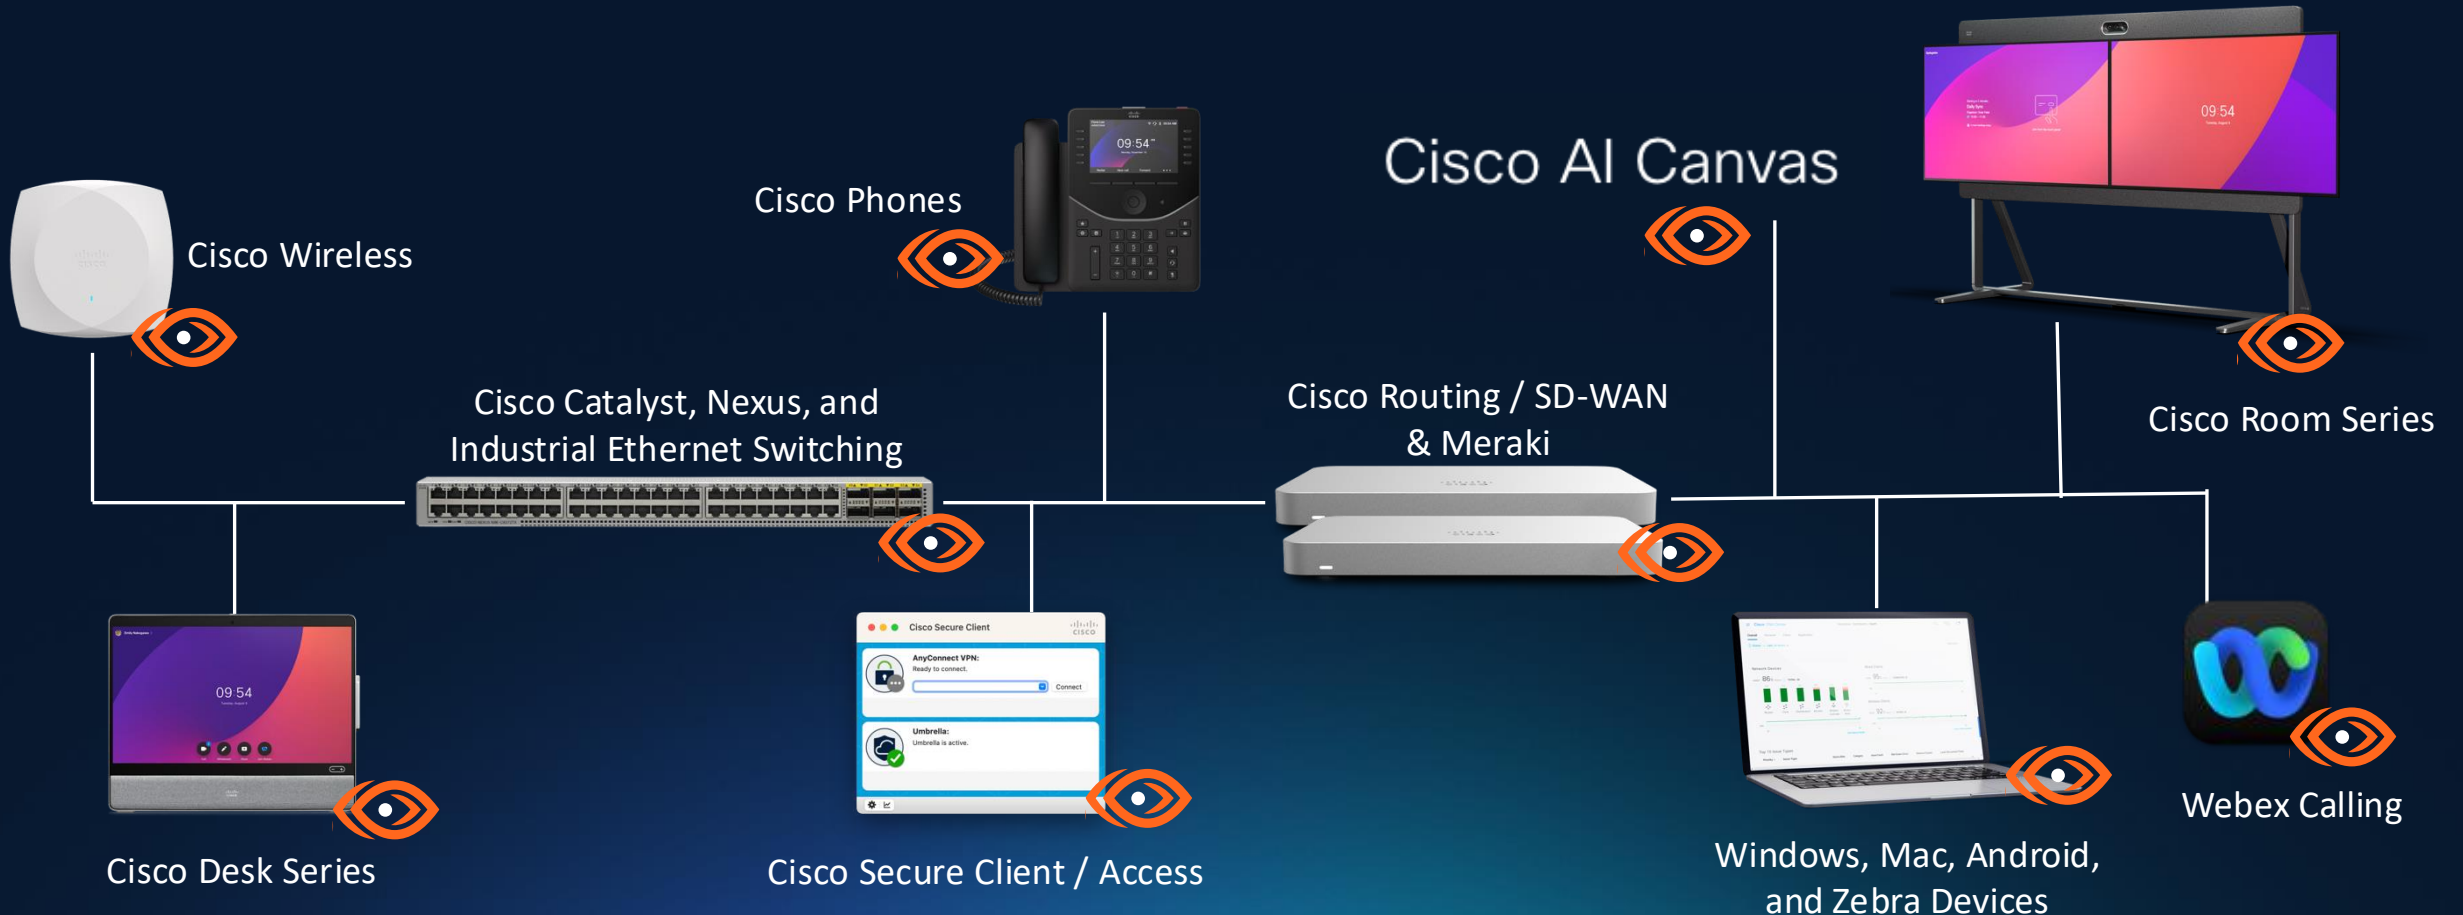 Cisco AI Canvas
09:54
Cisco Phones
09:54
Cisco Wireless
CISCO
Cisco Routing / SD-WAN
& Meraki
Cisco Catalyst, Nexus, and
Industrial Ethernet Switching
Cisco Room Series
Cisco Secure Client
CISCO
AnyConnect VPN:
Ready to connect.
Connect
Umbrella:
Umbrella is active.
09:54
Webex Calling
Cisco Desk Series
Cisco Secure Client / Access
Windows, Mac, Android,
and Zebra Devices